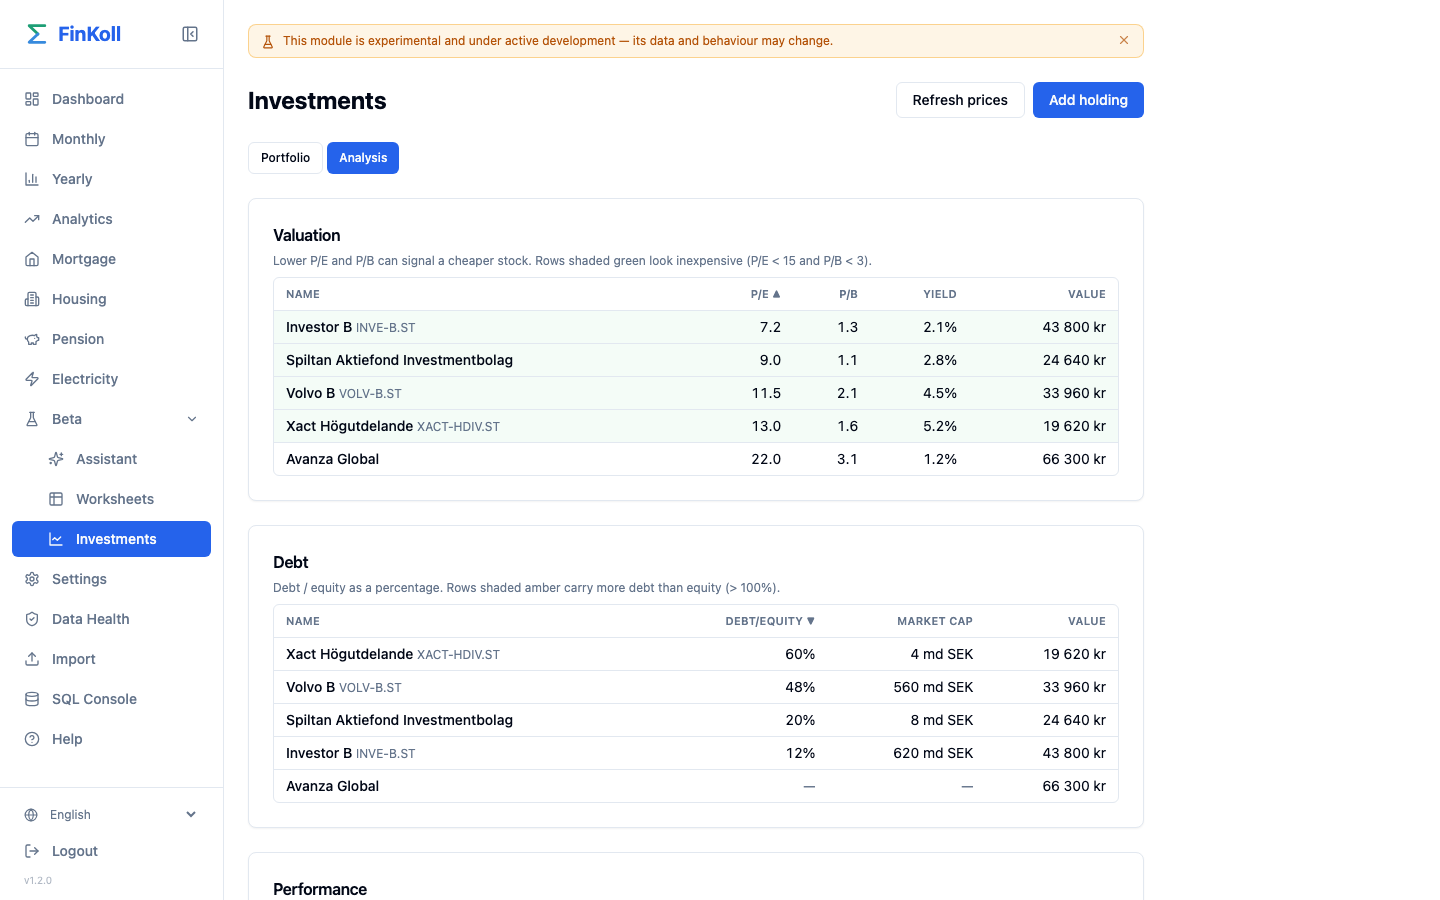 FinKoll
Dashboard
Monthly
Yearly
Analytics
Mortgage
Housing
Pension
Electricity
Beta
Assistant
Worksheets
Investments
Settings
Data Health
Import
SQL Console
Help
English
Logout
v1.2.0
This module is experimental and under active development — its data and behaviour may change.
Investments
Refresh prices
Add holding
Portfolio
Analysis
Valuation
Lower P/E and P/B can signal a cheaper stock. Rows shaded green look inexpensive (P/E < 15 and P/B < 3).
NAME P/E ▲ P/B YIELD VALUE
Investor B INVE-B.ST 7.2 1.3 2.1% 43 800 kr
Spiltan Aktiefond Investmentbolag 9.0 1.1 2.8% 24 640 kr
Volvo B VOLV-B.ST 11.5 2.1 4.5% 33 960 kr
Xact Högutdelande XACT-HDIV.ST 13.0 1.6 5.2% 19 620 kr
Avanza Global 22.0 3.1 1.2% 66 300 kr
Debt
Debt / equity as a percentage. Rows shaded amber carry more debt than equity (> 100%).
NAME DEBT/EQUITY ▼ MARKET CAP VALUE
Xact Högutdelande XACT-HDIV.ST 60% 4 md SEK 19 620 kr
Volvo B VOLV-B.ST 48% 560 md SEK 33 960 kr
Spiltan Aktiefond Investmentbolag 20% 8 md SEK 24 640 kr
Investor B INVE-B.ST 12% 620 md SEK 43 800 kr
Avanza Global — — 66 300 kr
Performance